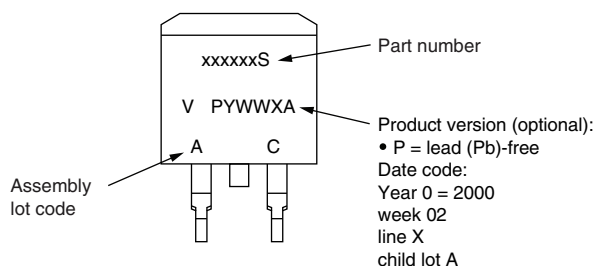 xxxxxxS
Part number
V PYWWXA
Product version (optional):
• P = lead (Pb)-free
Date code:
Year 0 = 2000
week 02
line X
child lot A
A C
Assembly
lot code